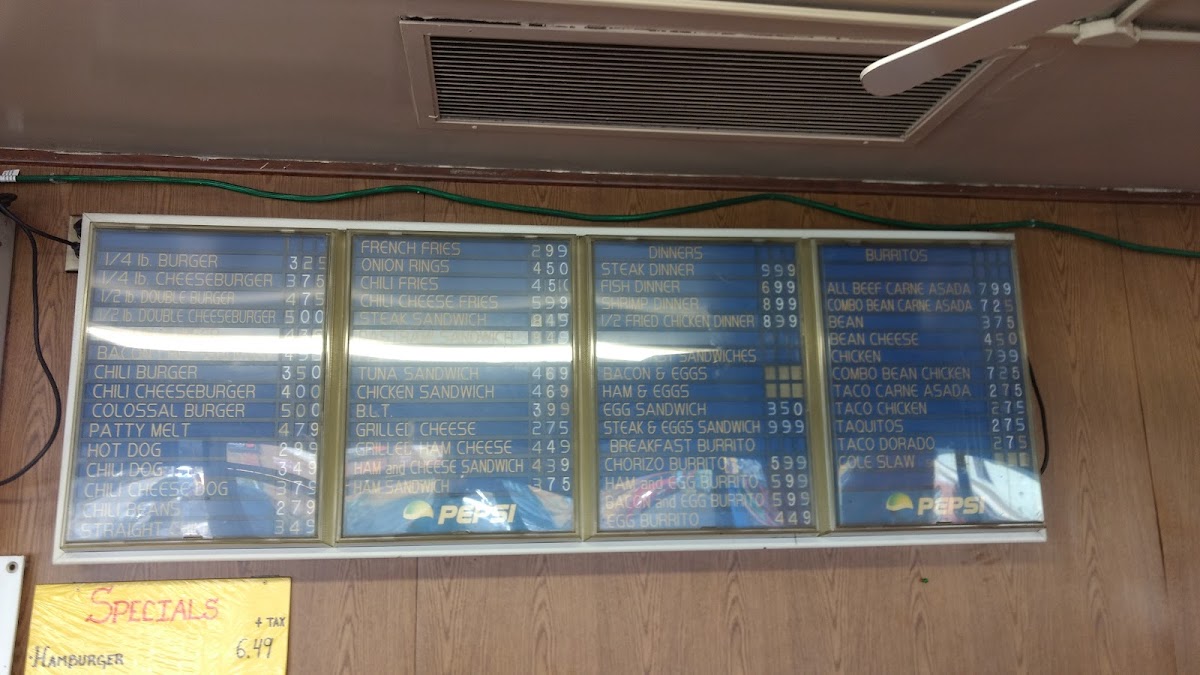 1/4 lb. BURGER 325
1/4 lb. CHEESEBURGER 375
1/2 lb. DOUBLE BURGER 475
1/2 lb. DOUBLE CHEESEBURGER 500
BACON
CHILI BURGER 350
CHILI CHEESEBURGER 400
COLOSSAL BURGER 500
PATTY MELT 479
HOT DOG 289
CHILI DOG 349
CHILI CHEESE DOG 379
CHILI BEANS 279
STRAIGHT 349
FRENCH FRIES 299
ONION RINGS 450
CHILI FRIES 450
CHILI CHEESE FRIES 599
STEAK SANDWICH 849
TUNA SANDWICH 469
CHICKEN SANDWICH 469
B.L.T. 399
GRILLED CHEESE 275
GRILLED HAM CHEESE 449
HAM and CHEESE SANDWICH 439
HAM SANDWICH 375
PEPSI
DINNERS
STEAK DINNER 999
FISH DINNER 699
SHRIMP DINNER 899
1/2 FRIED CHICKEN DINNER 899
SANDWICHES
BACON & EGGS
HAM & EGGS
EGG SANDWICH 350
STEAK & EGGS SANDWICH 999
BREAKFAST BURRITO
CHORIZO BURRITO 599
HAM and EGG BURRITO 599
BACON and EGG BURRITO 599
EGG BURRITO 449
BURRITOS
ALL BEEF CARNE ASADA 799
COMBO BEAN CARNE ASADA 725
BEAN 375
BEAN CHEESE 450
CHICKEN 799
COMBO BEAN CHICKEN 725
TACO CARNE ASADA 275
TACO CHICKEN 275
TAQUITOS 275
TACO DORADO 275
COLE SLAW
PEPSI
SPECIALS
+ TAX
·HAMBURGER 6.49